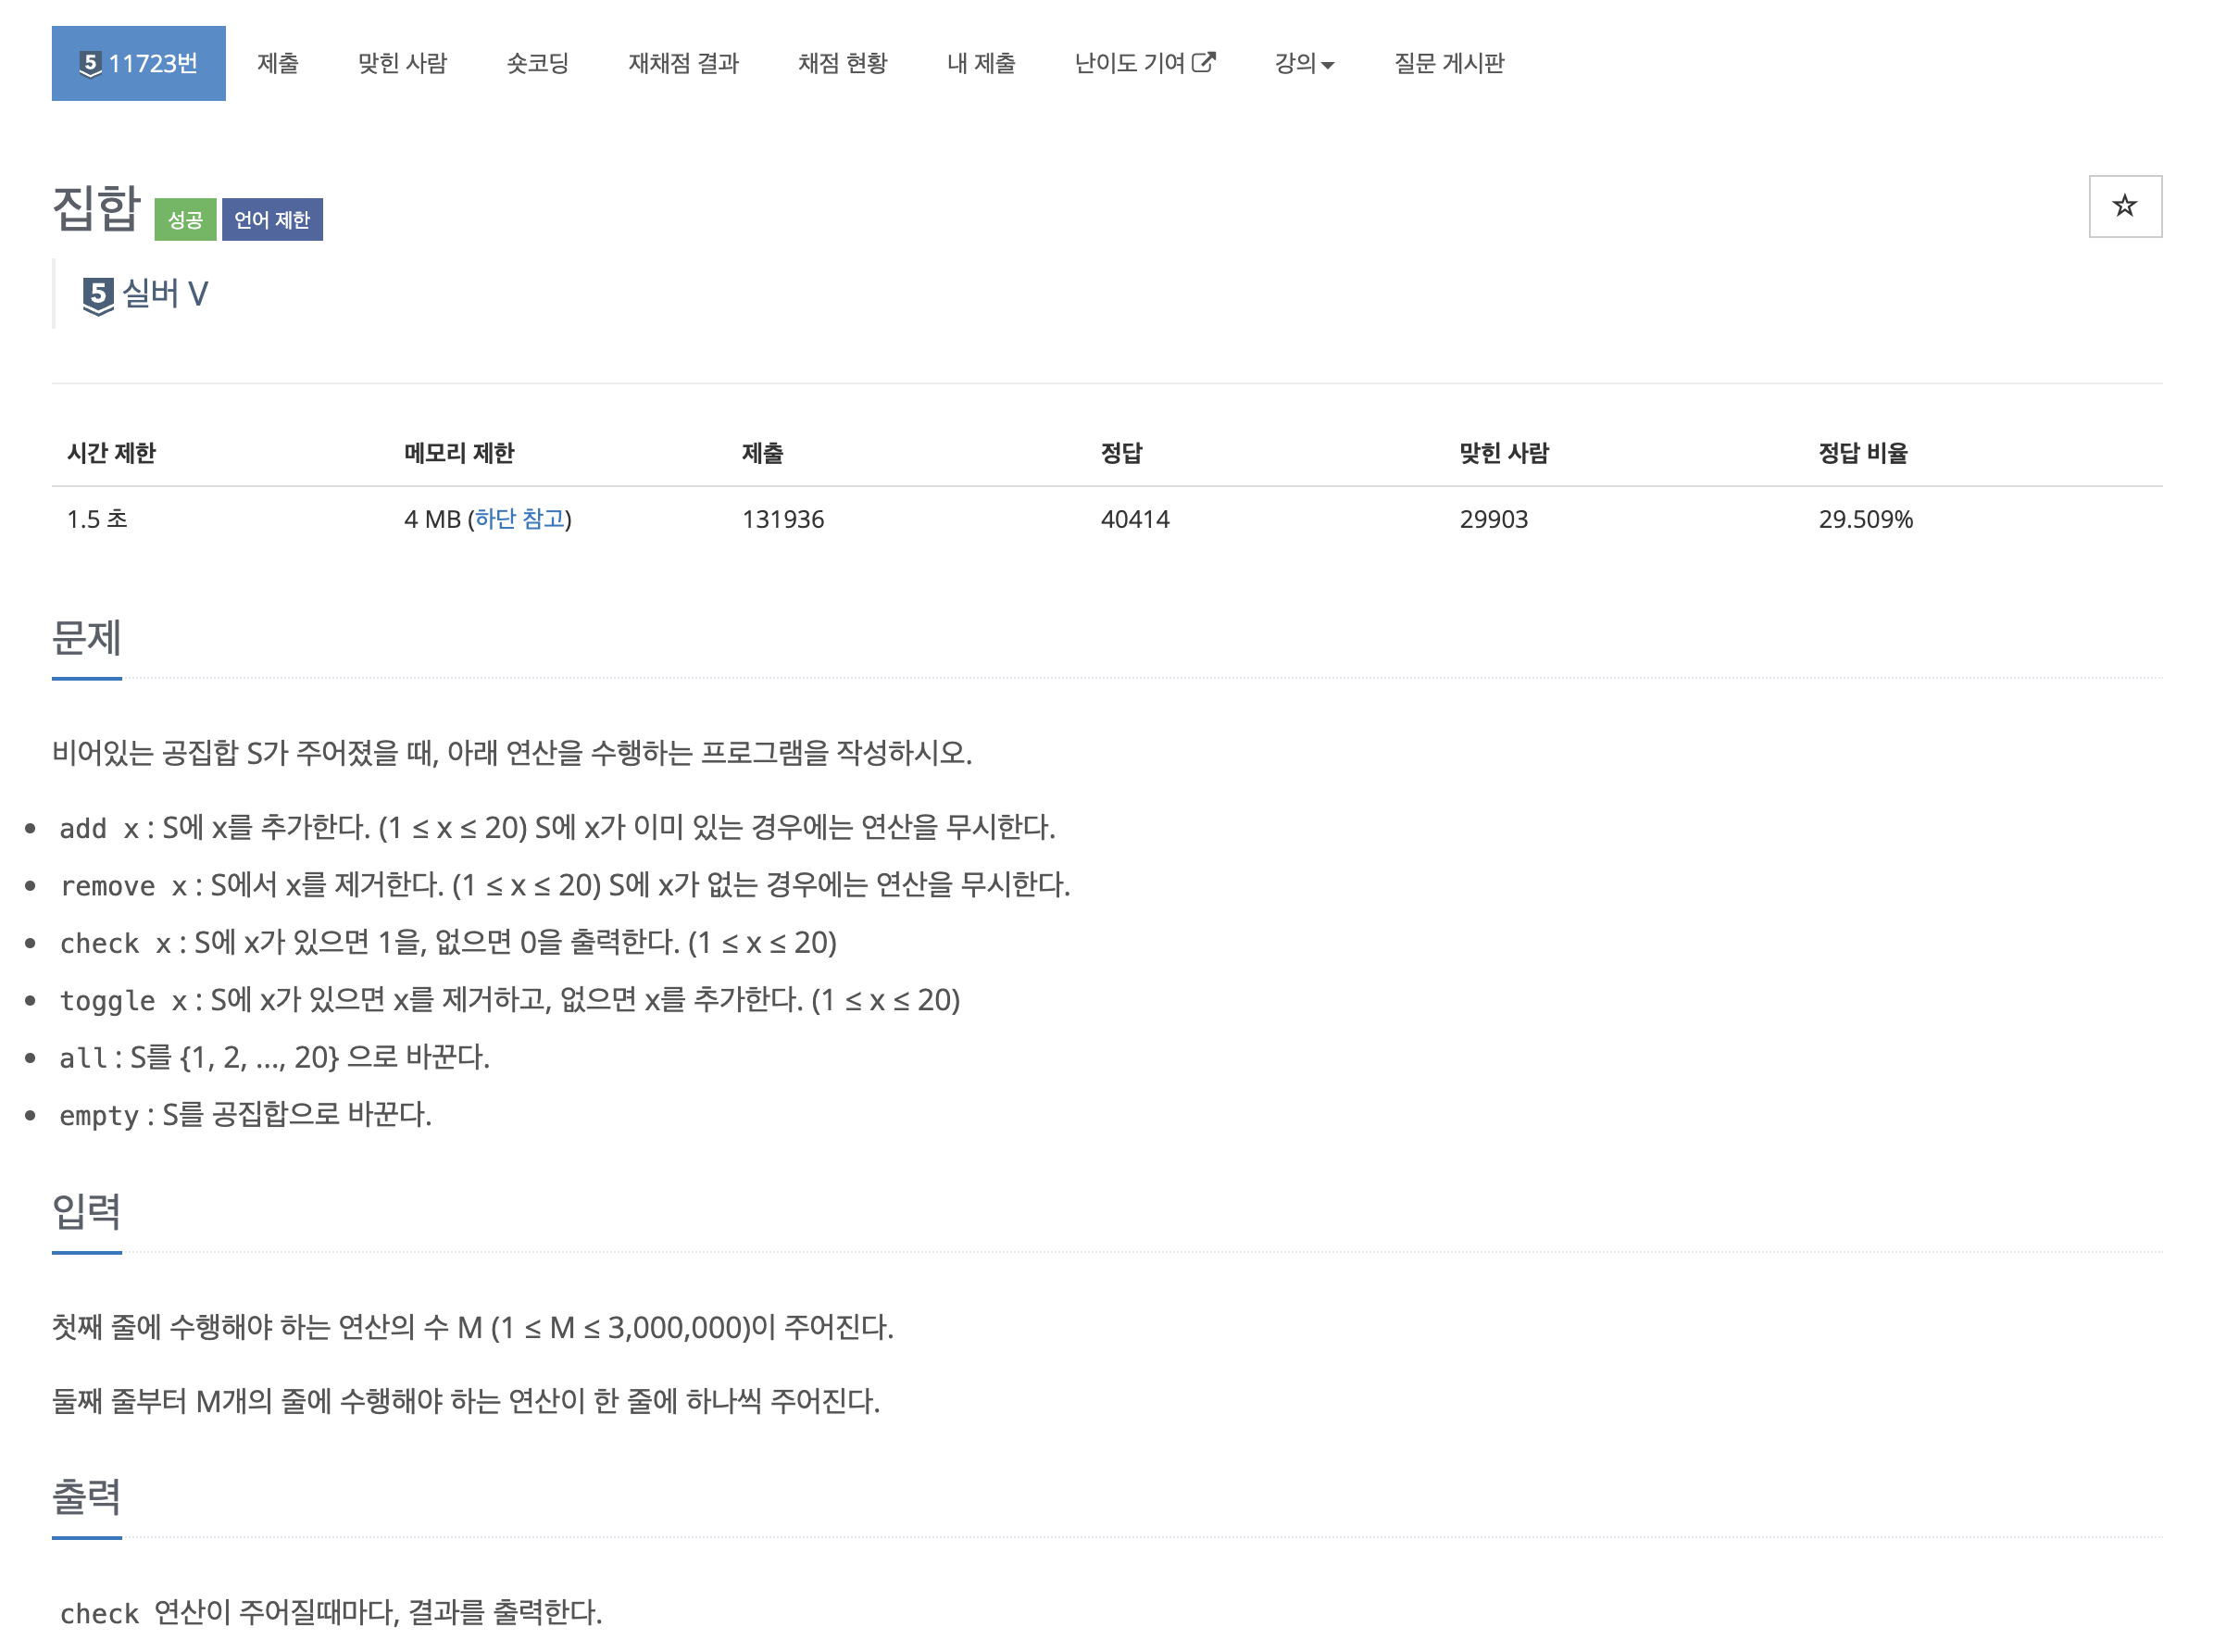 5 11723번 제출 맞힌 사람 숏코딩 재채점 결과 채점 현황 내 제출 난이도 기여 강의 질문 게시판
집합 성공 언어 제한
5 실버 V
시간 제한 메모리 제한 제출 정답 맞힌 사람 정답 비율
1.5 초 4 MB (하단 참고) 131936 40414 29903 29.509%
문제
비어있는 공집합 S가 주어졌을 때, 아래 연산을 수행하는 프로그램을 작성하시오.
• add x : S에 x를 추가한다. (1 ≤ x ≤ 20) S에 x가 이미 있는 경우에는 연산을 무시한다.
• remove x : S에서 x를 제거한다. (1 ≤ x ≤ 20) S에 x가 없는 경우에는 연산을 무시한다.
• check x : S에 x가 있으면 1을, 없으면 0을 출력한다. (1 ≤ x ≤ 20)
• toggle x : S에 x가 있으면 x를 제거하고, 없으면 x를 추가한다. (1 ≤ x ≤ 20)
• all : S를 {1, 2, ..., 20} 으로 바꾼다.
• empty : S를 공집합으로 바꾼다.
입력
첫째 줄에 수행해야 하는 연산의 수 M (1 ≤ M ≤ 3,000,000)이 주어진다.
둘째 줄부터 M개의 줄에 수행해야 하는 연산이 한 줄에 하나씩 주어진다.
출력
check 연산이 주어질때마다, 결과를 출력한다.